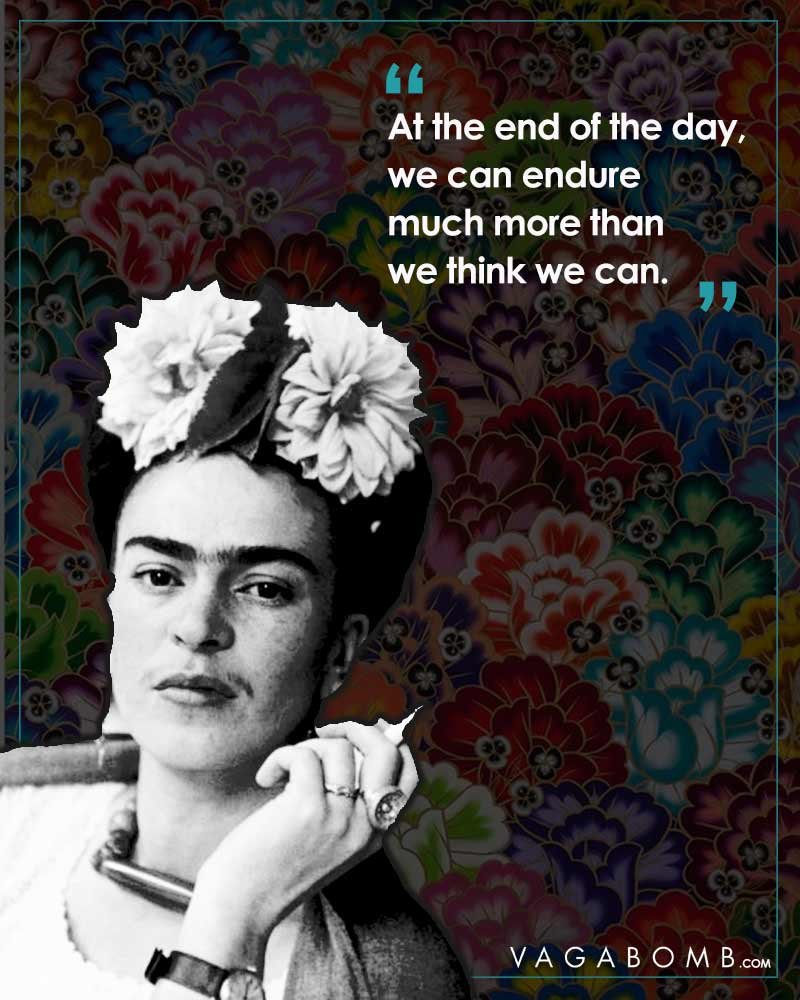 “
At the end of the day,
we can endure
much more than
we think we can.
”
VAGABOMB.COM